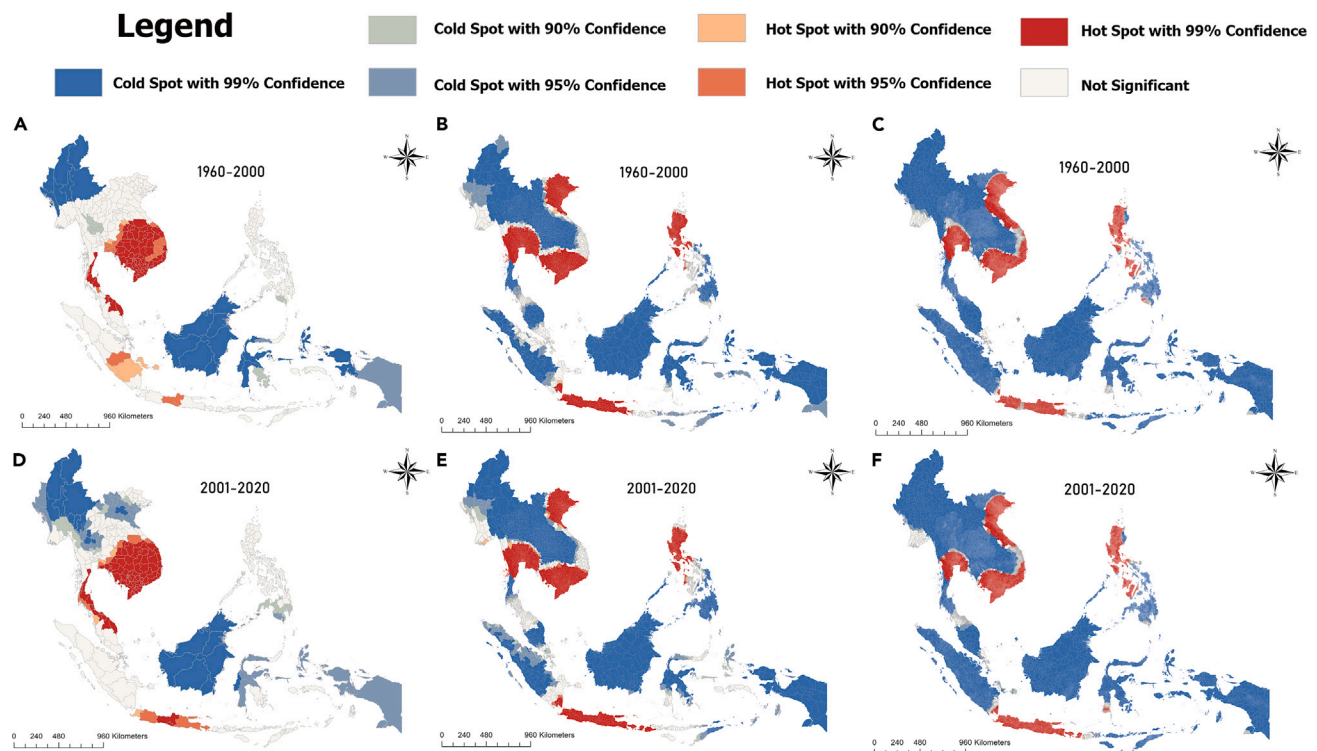 Legend
Cold Spot with 90% Confidence
Hot Spot with 90% Confidence
Hot Spot with 99% Confidence
Cold Spot with 99% Confidence
Cold Spot with 95% Confidence
Hot Spot with 95% Confidence
Not Significant
A
N
W
E
S
1960-2000
0 240 480 960 Kilometers
B
N
W
E
S
1960-2000
0 240 480 960 Kilometers
C
N
W
E
S
1960-2000
0 240 480 960 Kilometers
D
N
W
E
S
2001-2020
0 240 480 960 Kilometers
E
N
W
E
S
2001-2020
0 240 480 960 Kilometers
F
N
W
E
S
2001-2020
0 240 480 960 Kilometers